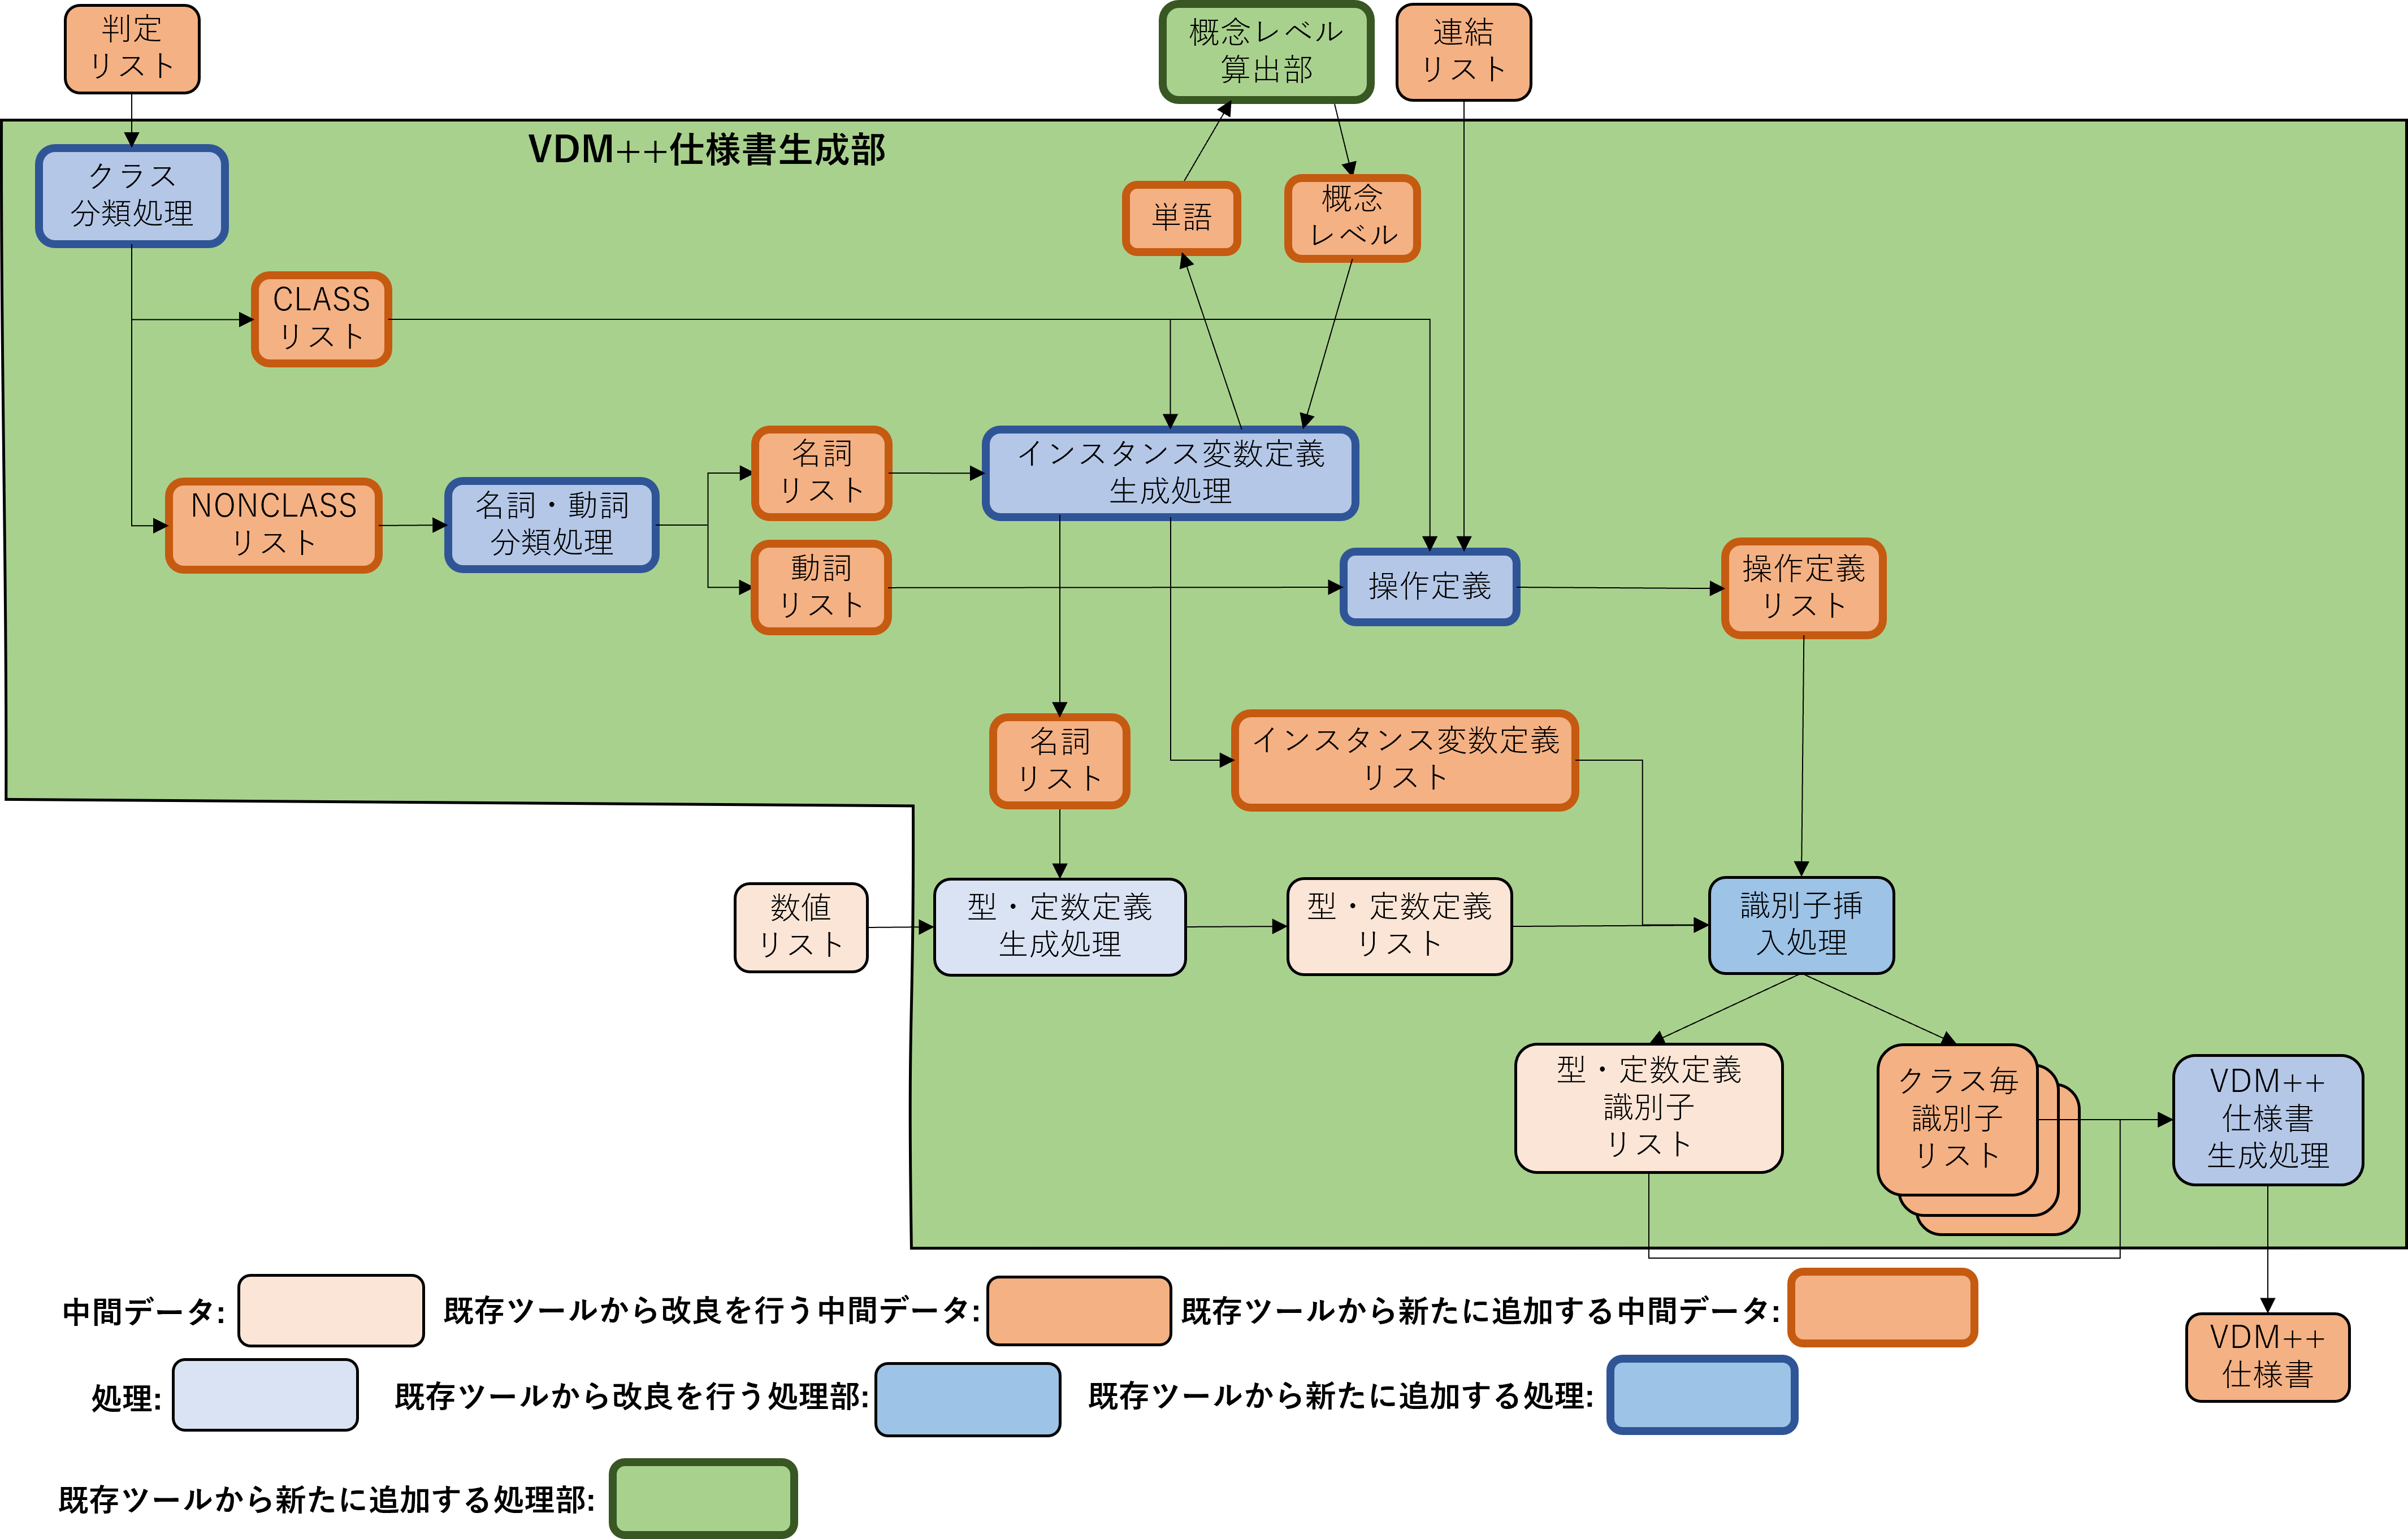 判定
リスト
概念レベル
算出部
連結
リスト
VDM++仕様書生成部
クラス
分類処理
単語
概念
レベル
CLASS
リスト
NONCLASS
リスト
名詞・動詞
分類処理
名詞
リスト
動詞
リスト
インスタンス変数定義
生成処理
操作定義
操作定義
リスト
名詞
リスト
インスタンス変数定義
リスト
数値
リスト
型・定数定義
生成処理
型・定数定義
リスト
識別子挿
入処理
型・定数定義
識別子
リスト
クラス毎
識別子
リスト
VDM++
仕様書
生成処理
VDM++
仕様書
中間データ:
既存ツールから改良を行う中間データ:
既存ツールから新たに追加する中間データ:
処理:
既存ツールから改良を行う処理部:
既存ツールから新たに追加する処理:
既存ツールから新たに追加する処理部: